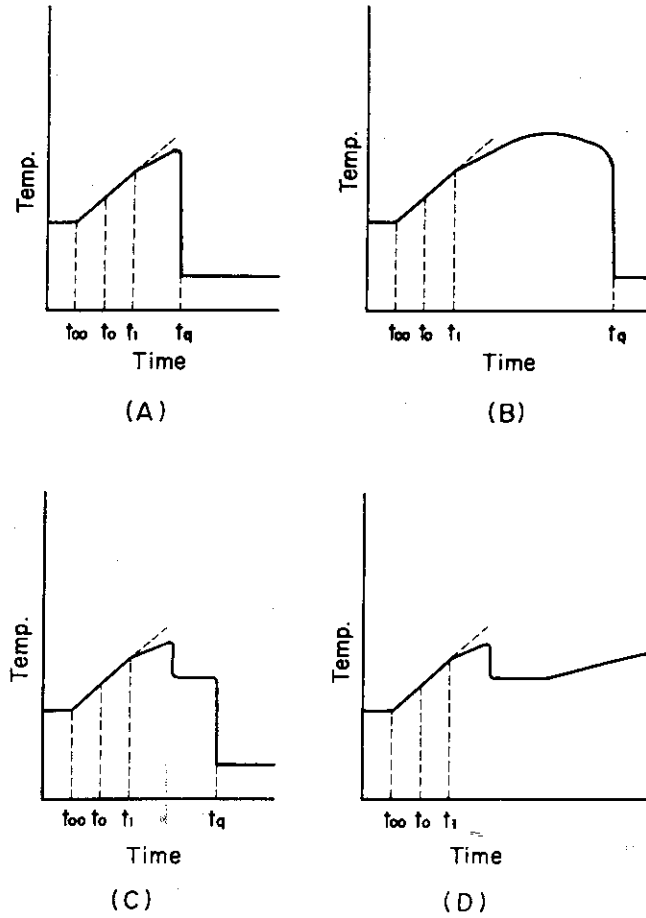 Temp.
t₀₀ t₀ t₁ t_q
Time
(A)
Temp.
t₀₀ t₀ t₁ t_q
Time
(B)
Temp.
t₀₀ t₀ t₁ t_q
Time
(C)
Temp.
t₀₀ t₀ t₁
Time
(D)